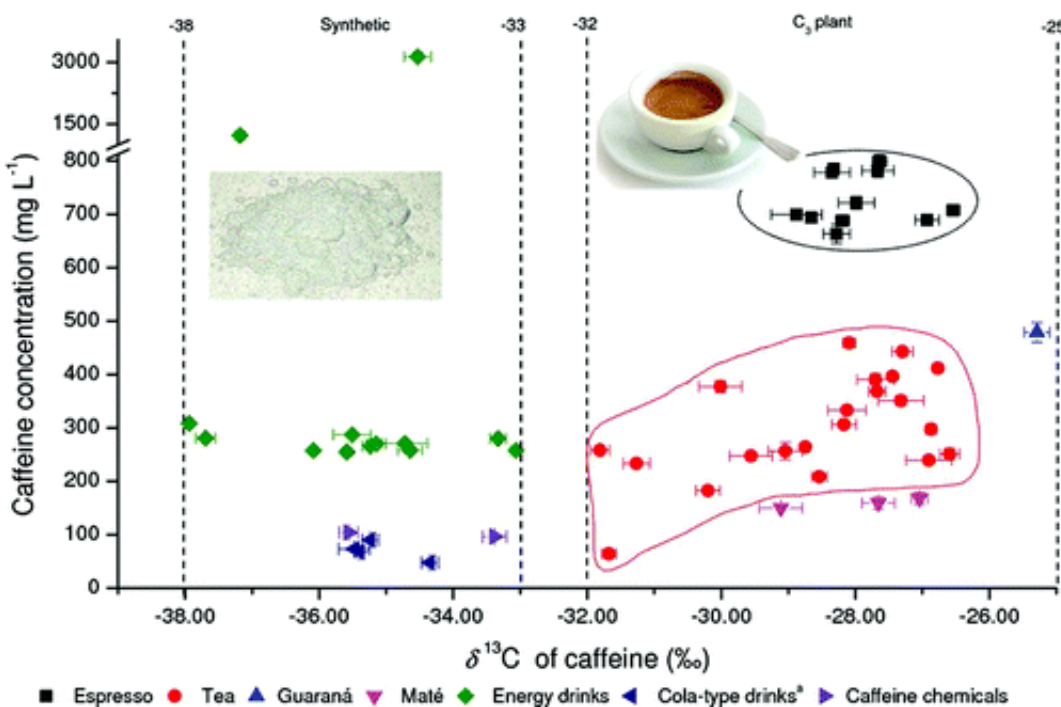 -38 Synthetic -33 -32 C₃ plant -25
3000
1500
800
700
600
500
400
300
200
100
0
Caffeine concentration (mg L⁻¹)
-38.00 -36.00 -34.00 -32.00 -30.00 -28.00 -26.00
δ ¹³C of caffeine (‰)
Espresso Tea Guaraná Maté Energy drinks Cola-type drinksᵃ Caffeine chemicals